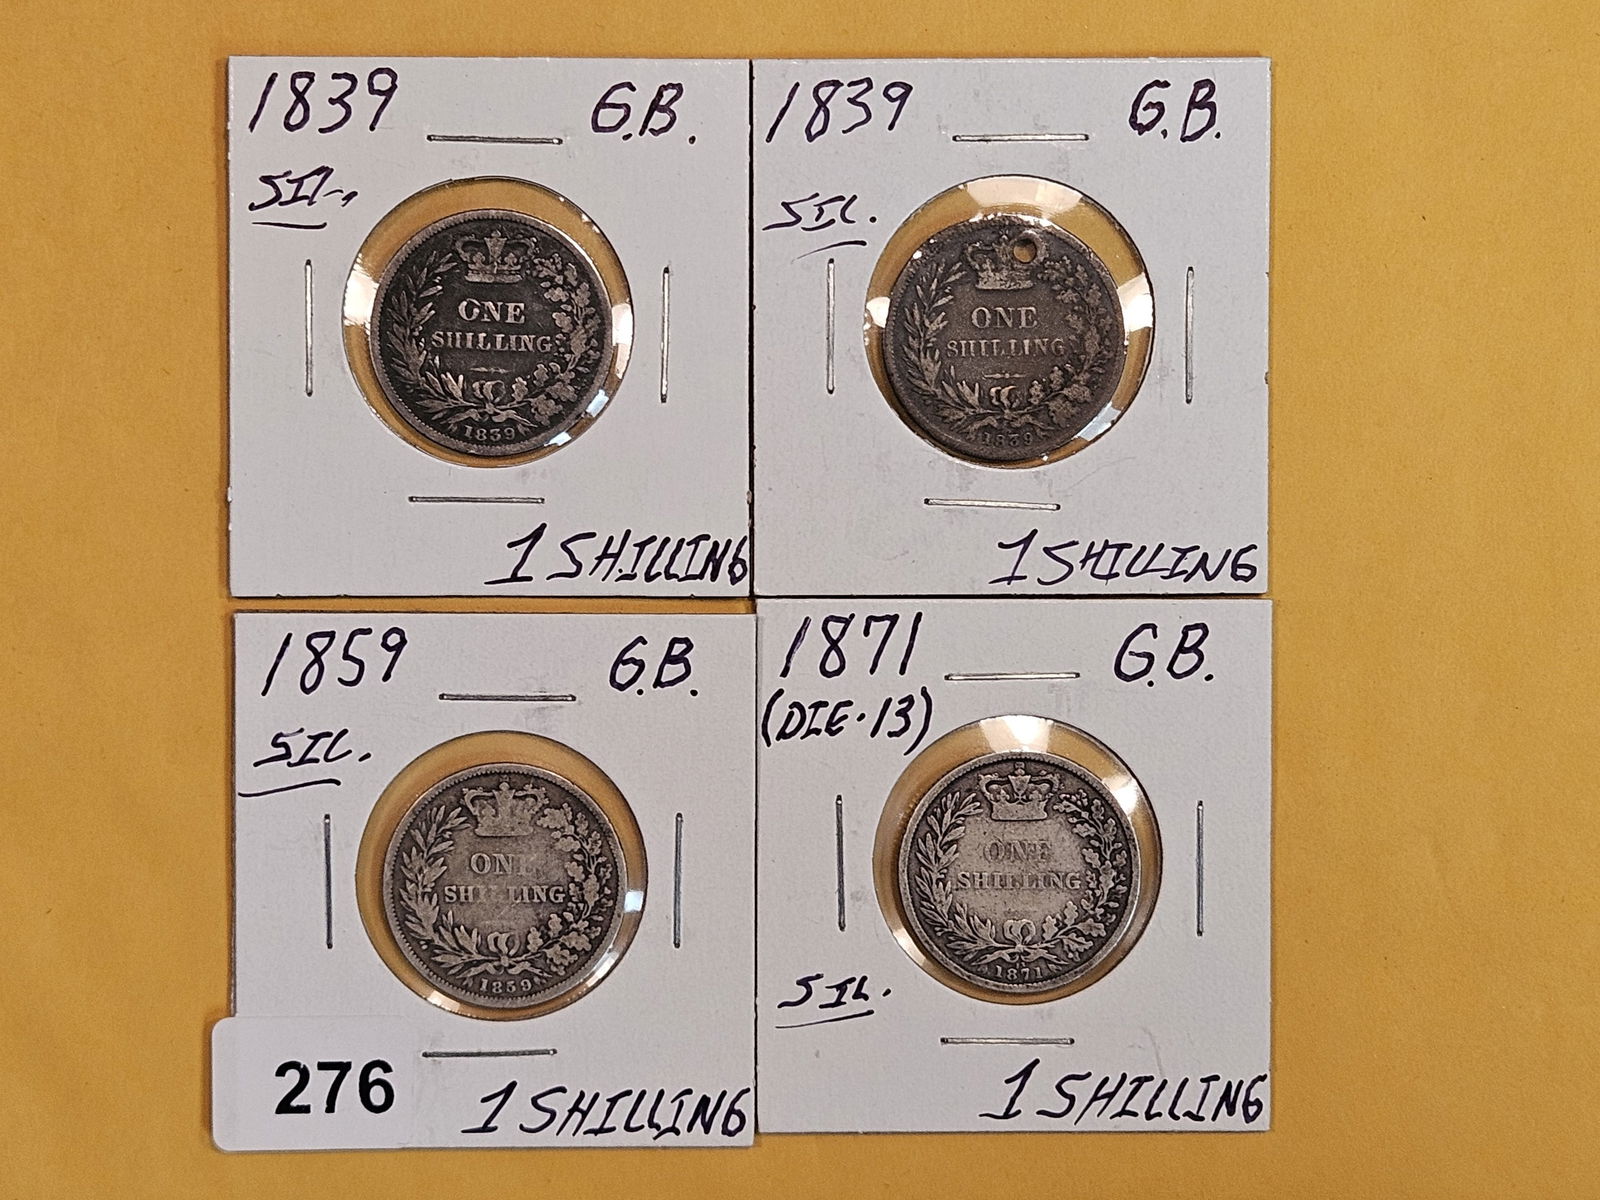 1839 G.B.
SIL.
ONE
SHILLING
1839
1 SHILLING
1839 G.B.
SIL.
ONE
SHILLING
1839
1 SHILLING
1859 G.B.
SIL.
ONE
SHILLING
1859
1 SHILLING
276
1871 G.B.
(DIE·13)
ONE
SHILLING
1871
SIL.
1 SHILLING